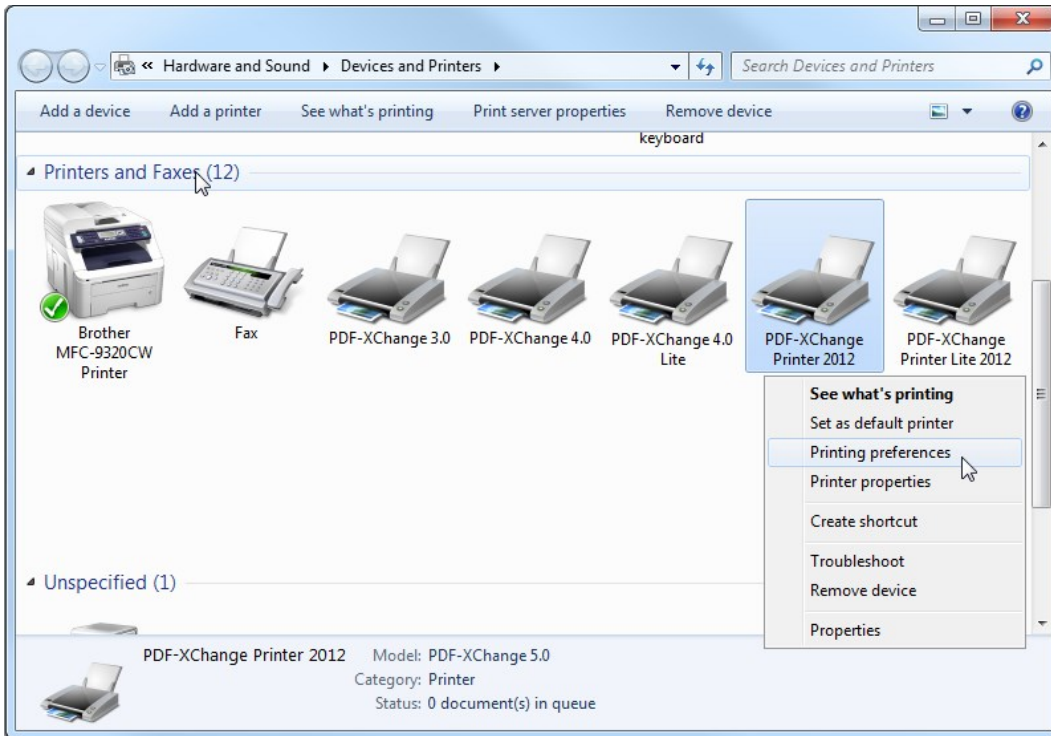 « Hardware and Sound ▸ Devices and Printers ▸ Search Devices and Printers
Add a device Add a printer See what's printing Print server properties Remove device
keyboard
Printers and Faxes (12)
Brother
MFC-9320CW
Printer
Fax
PDF-XChange 3.0
PDF-XChange 4.0
PDF-XChange 4.0
Lite
PDF-XChange
Printer 2012
PDF-XChange
Printer Lite 2012
See what's printing
Set as default printer
Printing preferences
Printer properties
Create shortcut
Troubleshoot
Remove device
Properties
Unspecified (1)
PDF-XChange Printer 2012 Model: PDF-XChange 5.0
Category: Printer
Status: 0 document(s) in queue